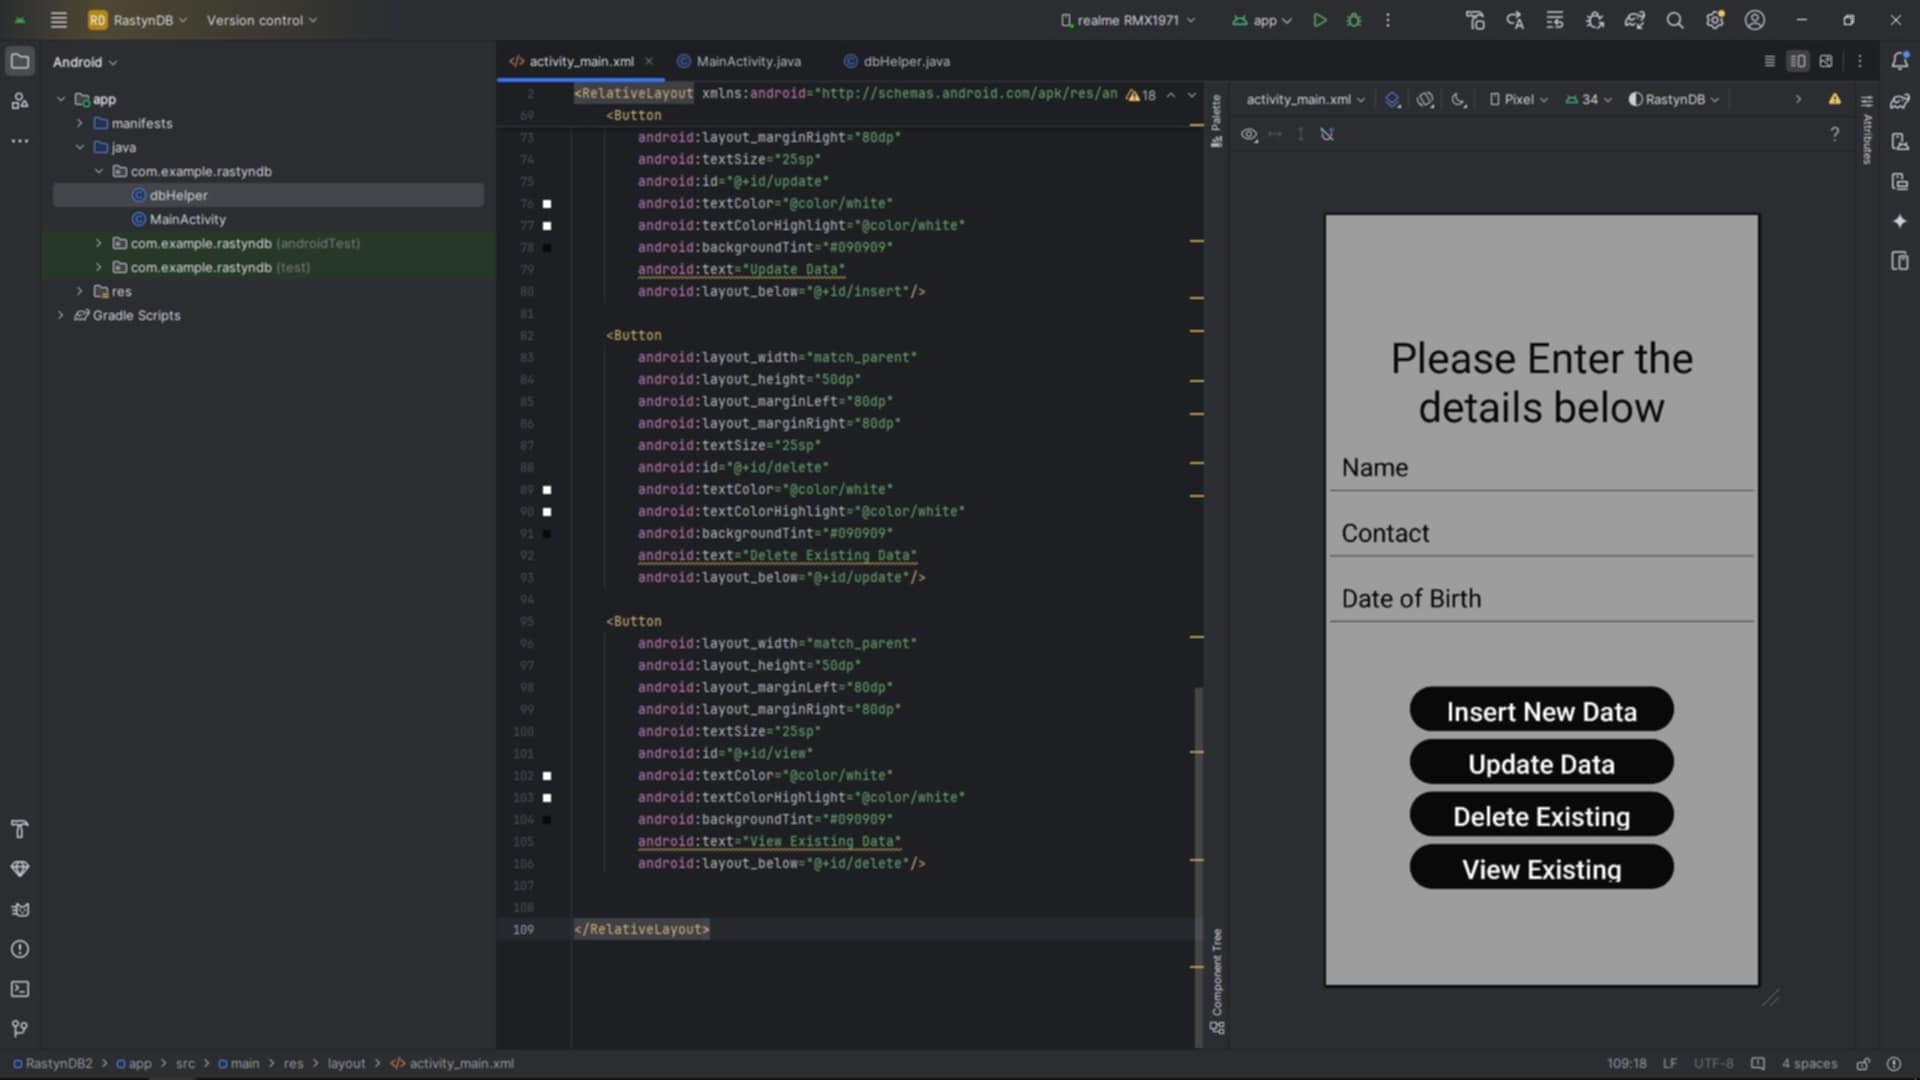 RD RastynDB Version control realme RMX1971 app
Android
app
manifests
java
com.example.rastyndb
dbHelper
MainActivity
com.example.rastyndb (androidTest)
com.example.rastyndb (test)
res
Gradle Scripts
activity_main.xml MainActivity.java dbHelper.java
2 <RelativeLayout xmlns:android="http://schemas.android.com/apk/res/an 18
69 <Button
73 android:layout_marginRight="80dp"
74 android:textSize="25sp"
75 android:id="@+id/update"
76 android:textColor="@color/white"
77 android:textColorHighlight="@color/white"
78 android:backgroundTint="#090909"
79 android:text="Update Data"
80 android:layout_below="@+id/insert"/>
81
82 <Button
83 android:layout_width="match_parent"
84 android:layout_height="50dp"
85 android:layout_marginLeft="80dp"
86 android:layout_marginRight="80dp"
87 android:textSize="25sp"
88 android:id="@+id/delete"
89 android:textColor="@color/white"
90 android:textColorHighlight="@color/white"
91 android:backgroundTint="#090909"
92 android:text="Delete Existing Data"
93 android:layout_below="@+id/update"/>
94
95 <Button
96 android:layout_width="match_parent"
97 android:layout_height="50dp"
98 android:layout_marginLeft="80dp"
99 android:layout_marginRight="80dp"
100 android:textSize="25sp"
101 android:id="@+id/view"
102 android:textColor="@color/white"
103 android:textColorHighlight="@color/white"
104 android:backgroundTint="#090909"
105 android:text="View Existing Data"
106 android:layout_below="@+id/delete"/>
107
108
109 </RelativeLayout>
Palette
Component Tree
activity_main.xml Pixel 34 RastynDB
?
Attributes
Please Enter the
details below
Name
Contact
Date of Birth
Insert New Data
Update Data
Delete Existing
View Existing
RastynDB2 > app > src > main > res > layout > activity_main.xml 109:18 LF UTF-8 4 spaces